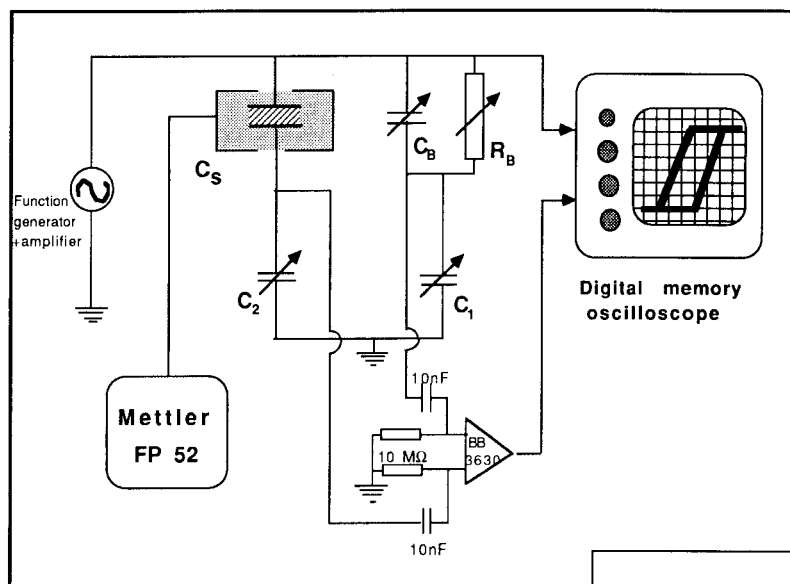 C_B
R_B
C_S
Function
generator
+amplifier
C_2
C_1
Digital memory
oscilloscope
Mettler
FP 52
10nF
BB
3630
10 MΩ
10nF